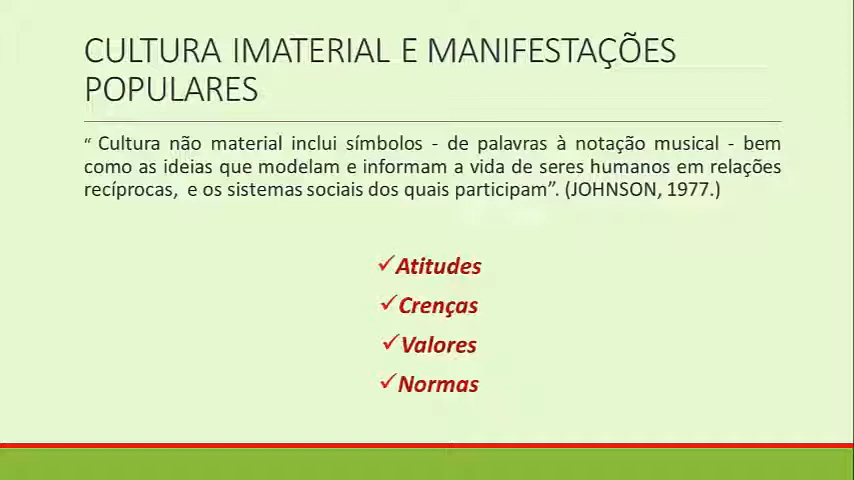 CULTURA IMATERIAL E MANIFESTAÇÕES
POPULARES
“ Cultura não material inclui símbolos - de palavras à notação musical - bem
como as ideias que modelam e informam a vida de seres humanos em relações
recíprocas, e os sistemas sociais dos quais participam”. (JOHNSON, 1977.)
✓Atitudes
✓Crenças
✓Valores
✓Normas